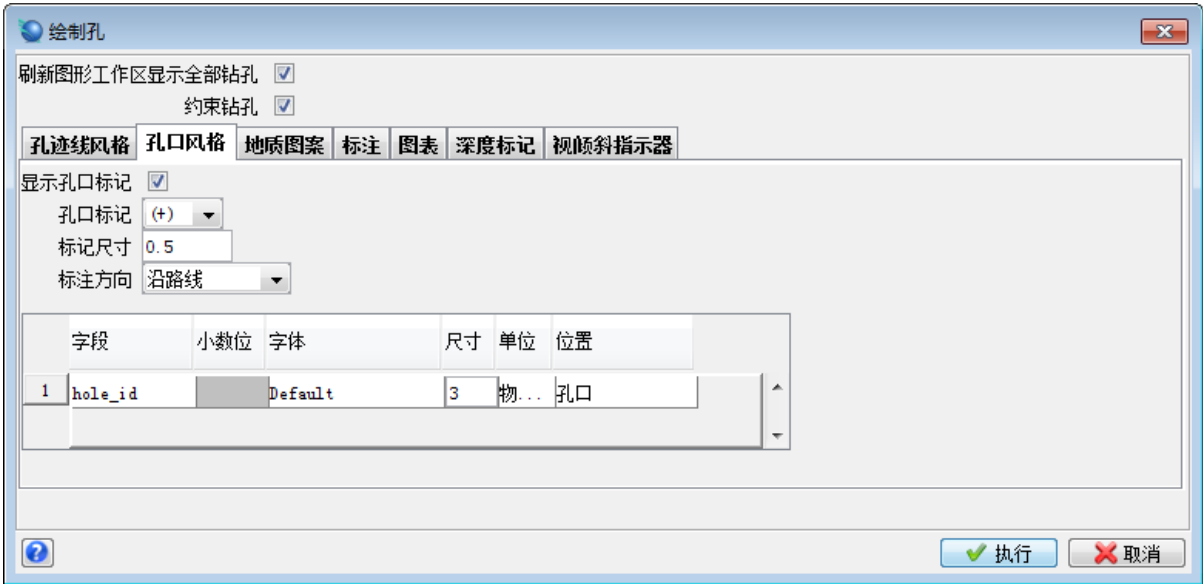 绘制孔
刷新图形工作区显示全部钻孔
约束钻孔
孔迹线风格 孔口风格 地质图案 标注 图表 深度标记 视倾斜指示器
显示孔口标记
孔口标记 (+)
标记尺寸 0.5
标注方向 沿路线
字段 小数位 字体 尺寸 单位 位置
1 hole_id Default 3 物... 孔口
? 执行 取消